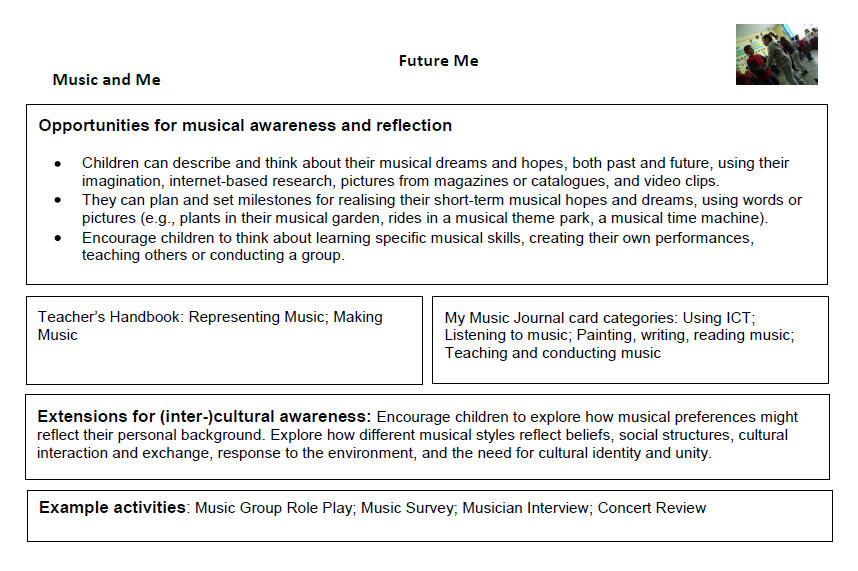 Future Me
Music and Me
Opportunities for musical awareness and reflection
• Children can describe and think about their musical dreams and hopes, both past and future, using their
imagination, internet-based research, pictures from magazines or catalogues, and video clips.
• They can plan and set milestones for realising their short-term musical hopes and dreams, using words or
pictures (e.g., plants in their musical garden, rides in a musical theme park, a musical time machine).
• Encourage children to think about learning specific musical skills, creating their own performances,
teaching others or conducting a group.
Teacher’s Handbook: Representing Music; Making
Music
My Music Journal card categories: Using ICT;
Listening to music; Painting, writing, reading music;
Teaching and conducting music
Extensions for (inter-)cultural awareness: Encourage children to explore how musical preferences might
reflect their personal background. Explore how different musical styles reflect beliefs, social structures, cultural
interaction and exchange, response to the environment, and the need for cultural identity and unity.
Example activities: Music Group Role Play; Music Survey; Musician Interview; Concert Review